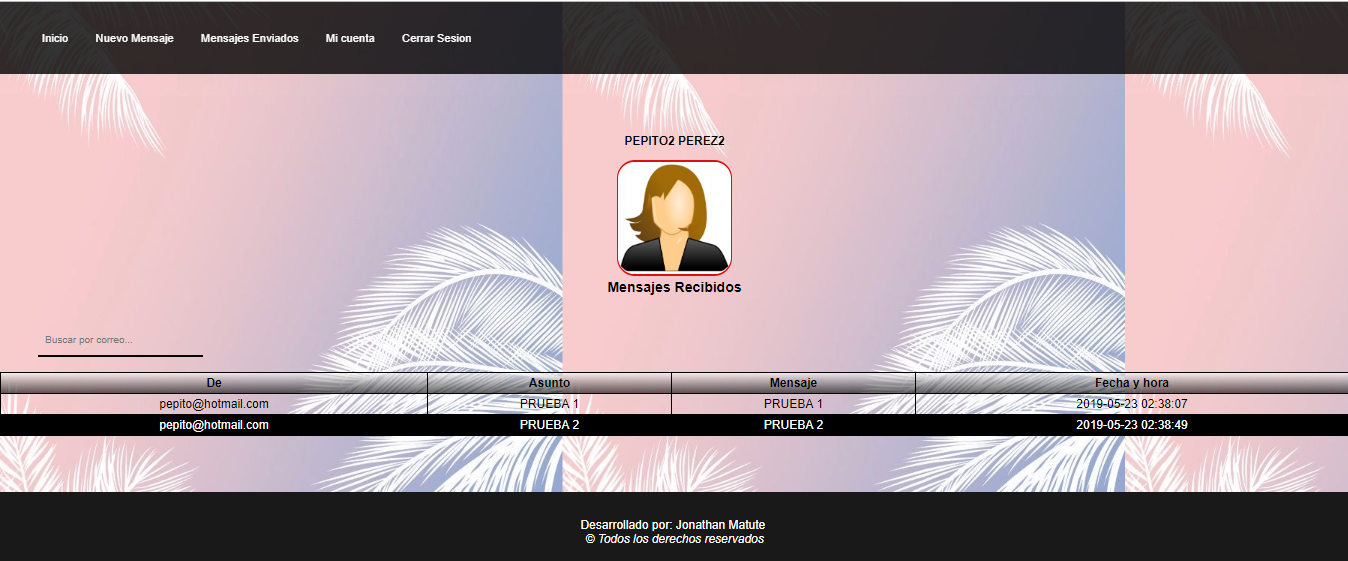 Inicio Nuevo Mensaje Mensajes Enviados Mi cuenta Cerrar Sesion
PEPITO2 PEREZ2
Mensajes Recibidos
Buscar por correo...
De Asunto Mensaje Fecha y hora
pepito@hotmail.com PRUEBA 1 PRUEBA 1 2019-05-23 02:38:07
pepito@hotmail.com PRUEBA 2 PRUEBA 2 2019-05-23 02:38:49
Desarrollado por: Jonathan Matute
© Todos los derechos reservados